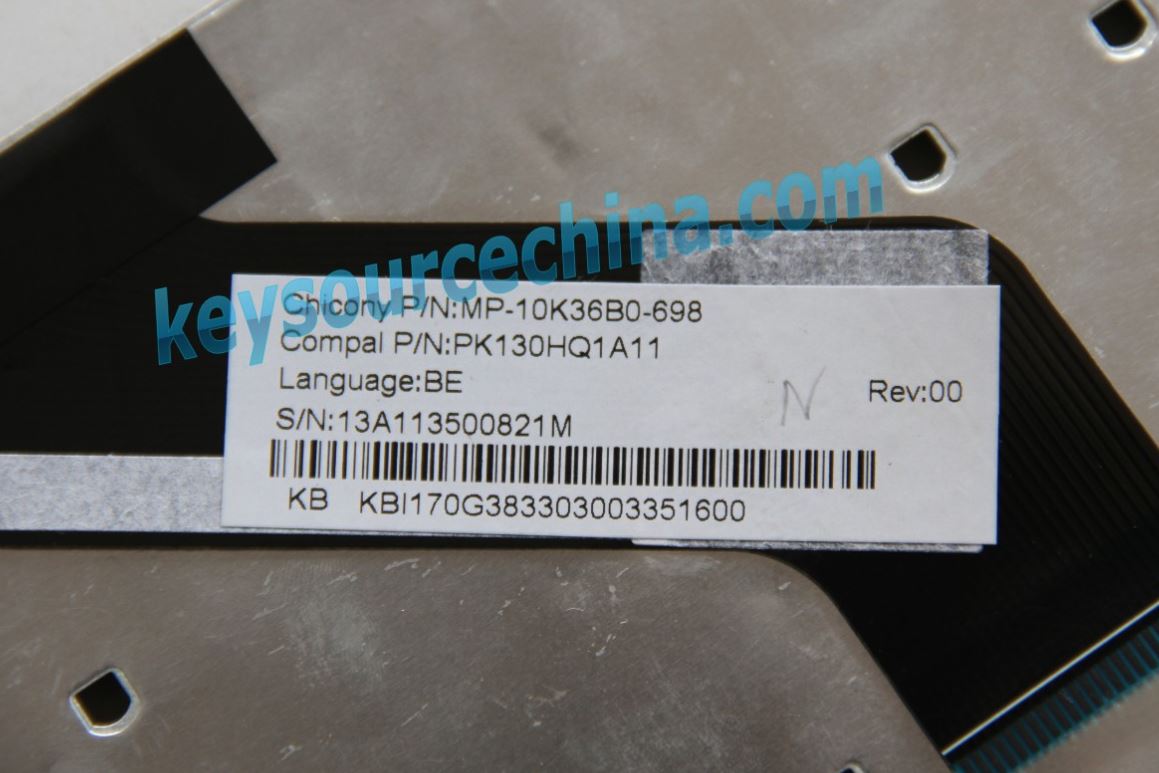 keysourcechina.com
Chicony P/N:MP-10K36B0-698
Compal P/N:PK130HQ1A11
Language:BE
N Rev:00
S/N:13A113500821M
KB KBI170G383303003351600